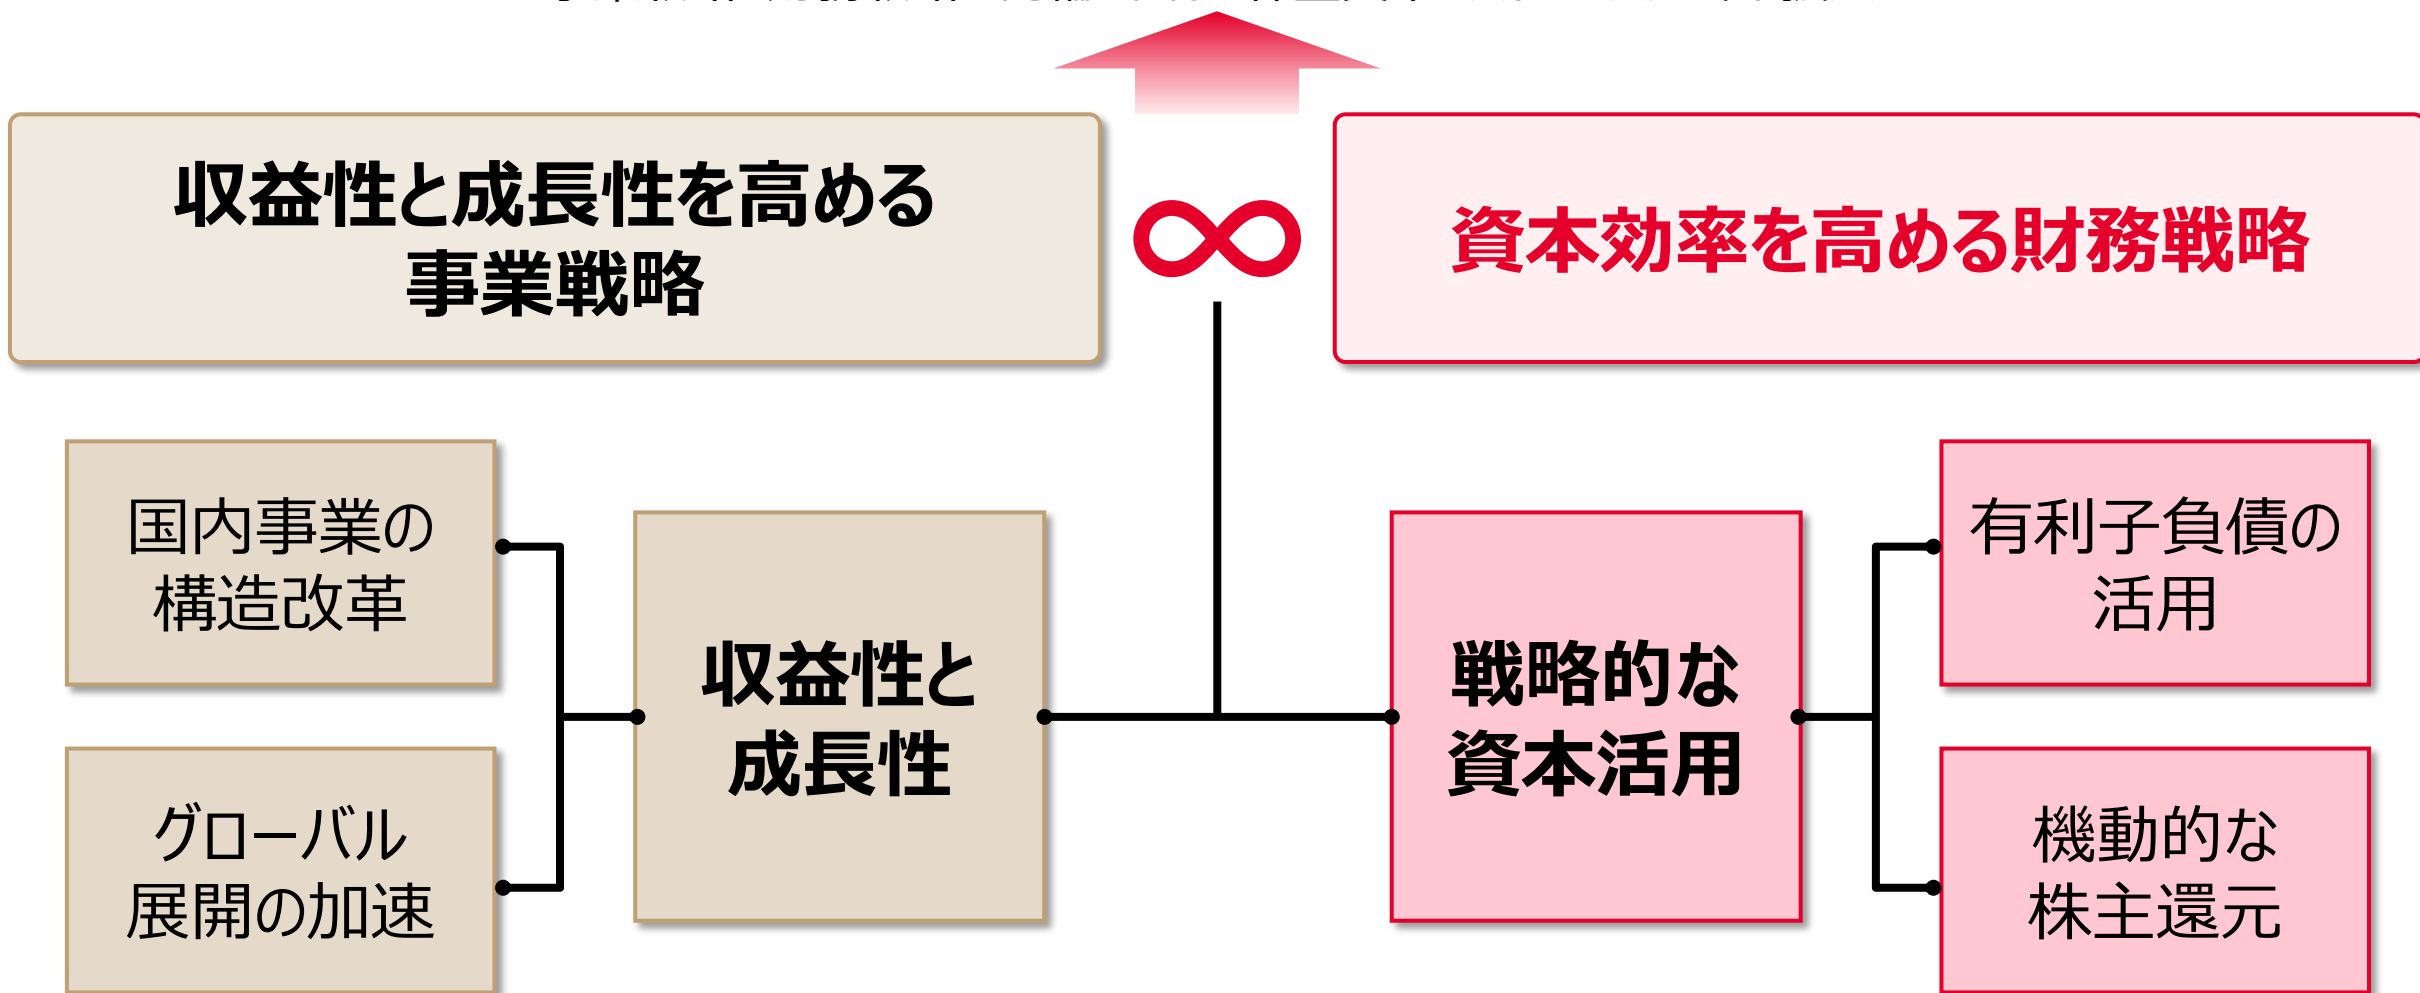 収益性と成長性を高める
事業戦略
∞
資本効率を高める財務戦略
国内事業の
構造改革
グローバル
展開の加速
収益性と
成長性
戦略的な
資本活用
有利子負債の
活用
機動的な
株主還元